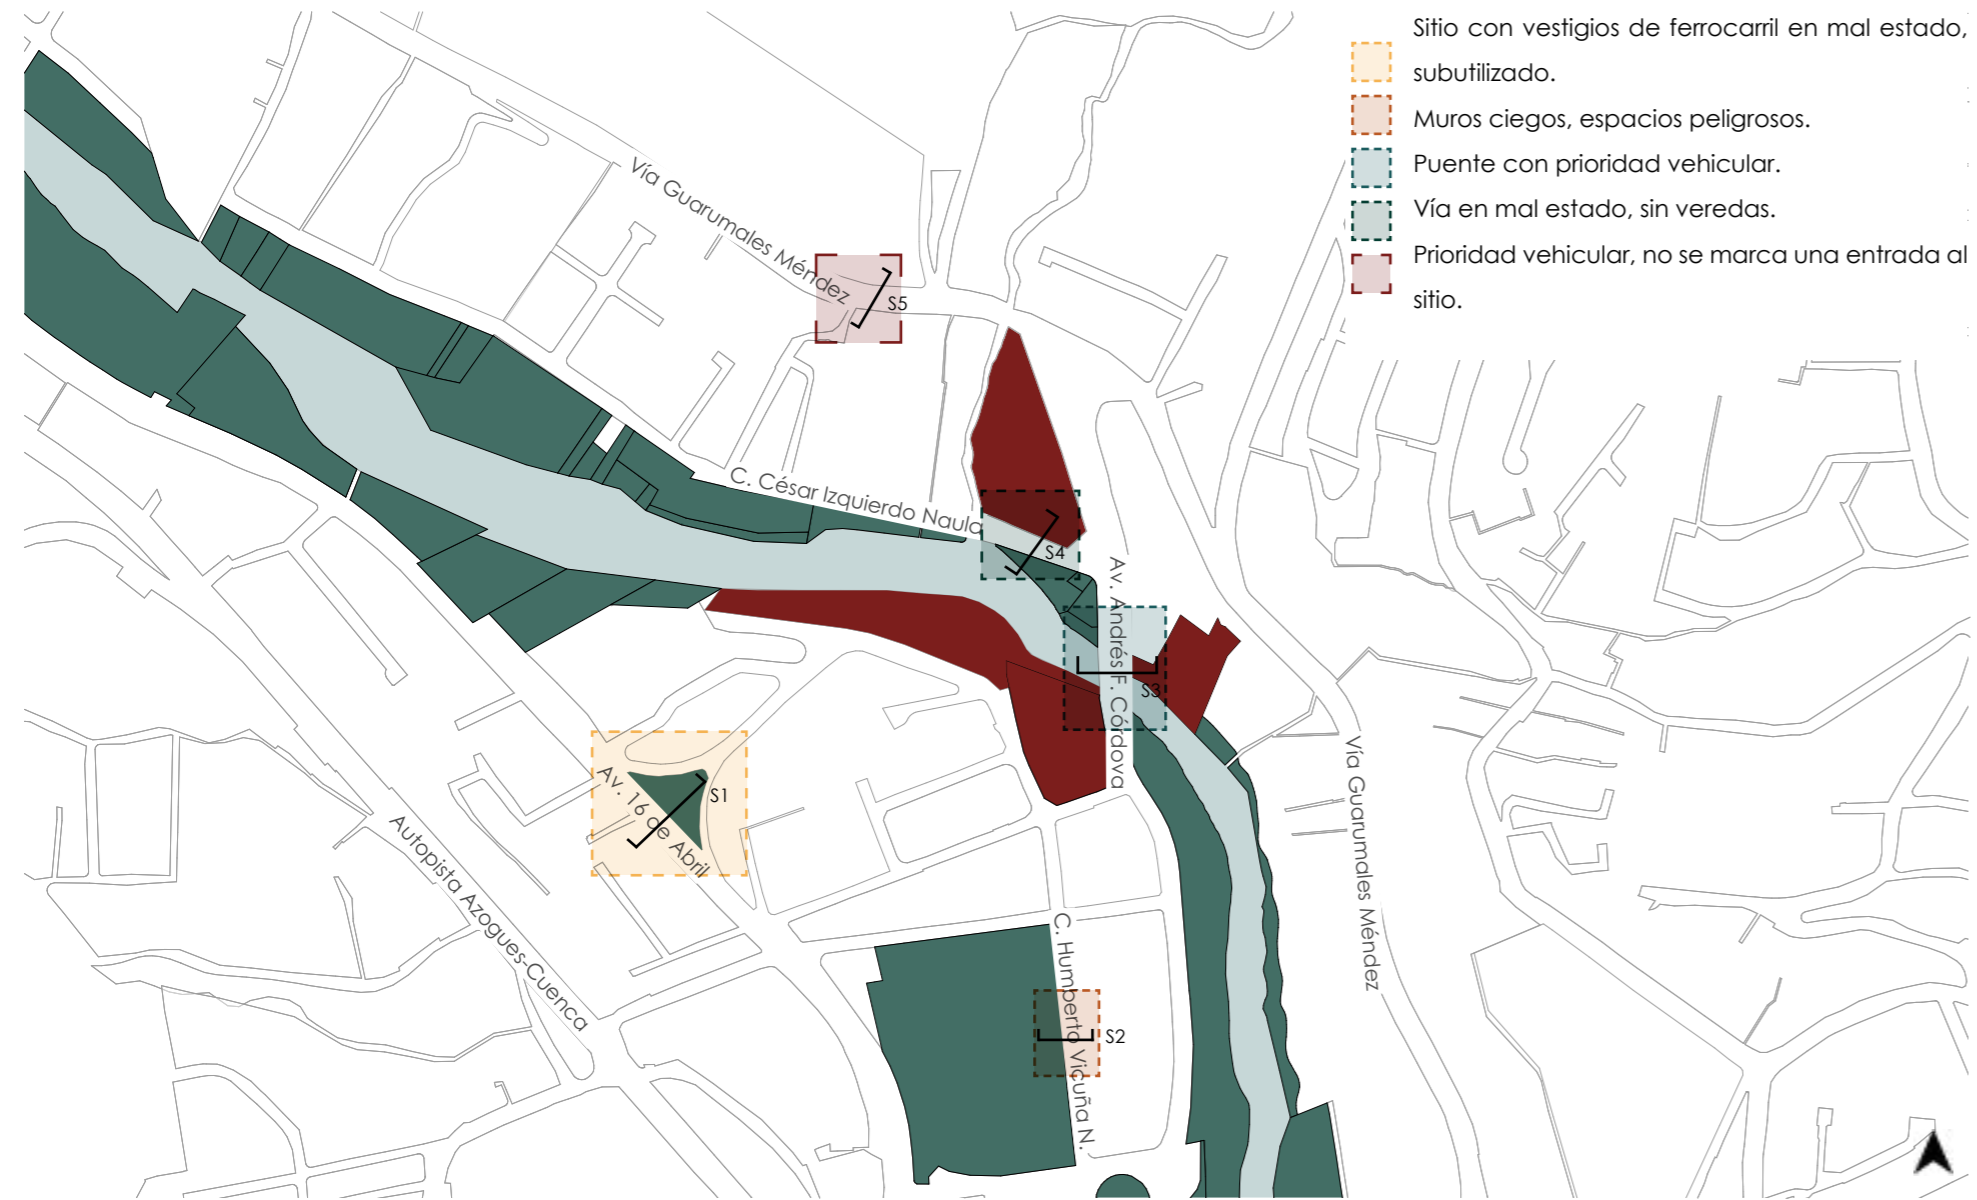 Sitio con vestigios de ferrocarril en mal estado,
subutilizado.
Muros ciegos, espacios peligrosos.
Puente con prioridad vehicular.
Vía en mal estado, sin veredas.
Prioridad vehicular, no se marca una entrada al
sitio.
Vía Guarumales Méndez
S5
C. César Izquierdo Naula
S4
Av. Andrés F. Córdova
S3
Av. 16 de Abril
S1
Autopista Azogues-Cuenca
Vía Guarumales Méndez
C. Humberto Vicuña N.
S2